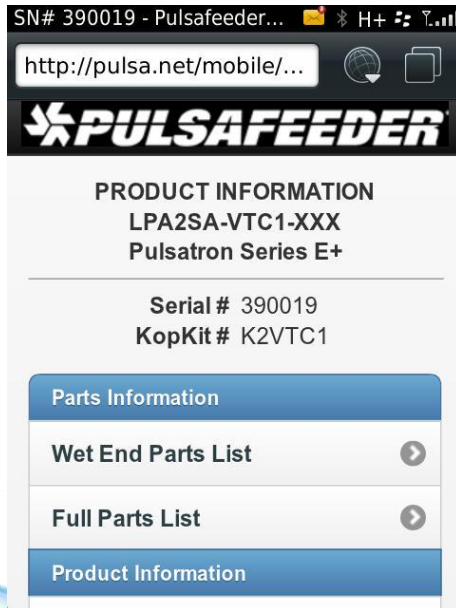 SN# 390019 - Pulsafeeder... H+
http://pulsa.net/mobile/...
PULSAFEEDER
PRODUCT INFORMATION
LPA2SA-VTC1-XXX
Pulsatron Series E+
Serial # 390019
KopKit # K2VTC1
Parts Information
Wet End Parts List
Full Parts List
Product Information